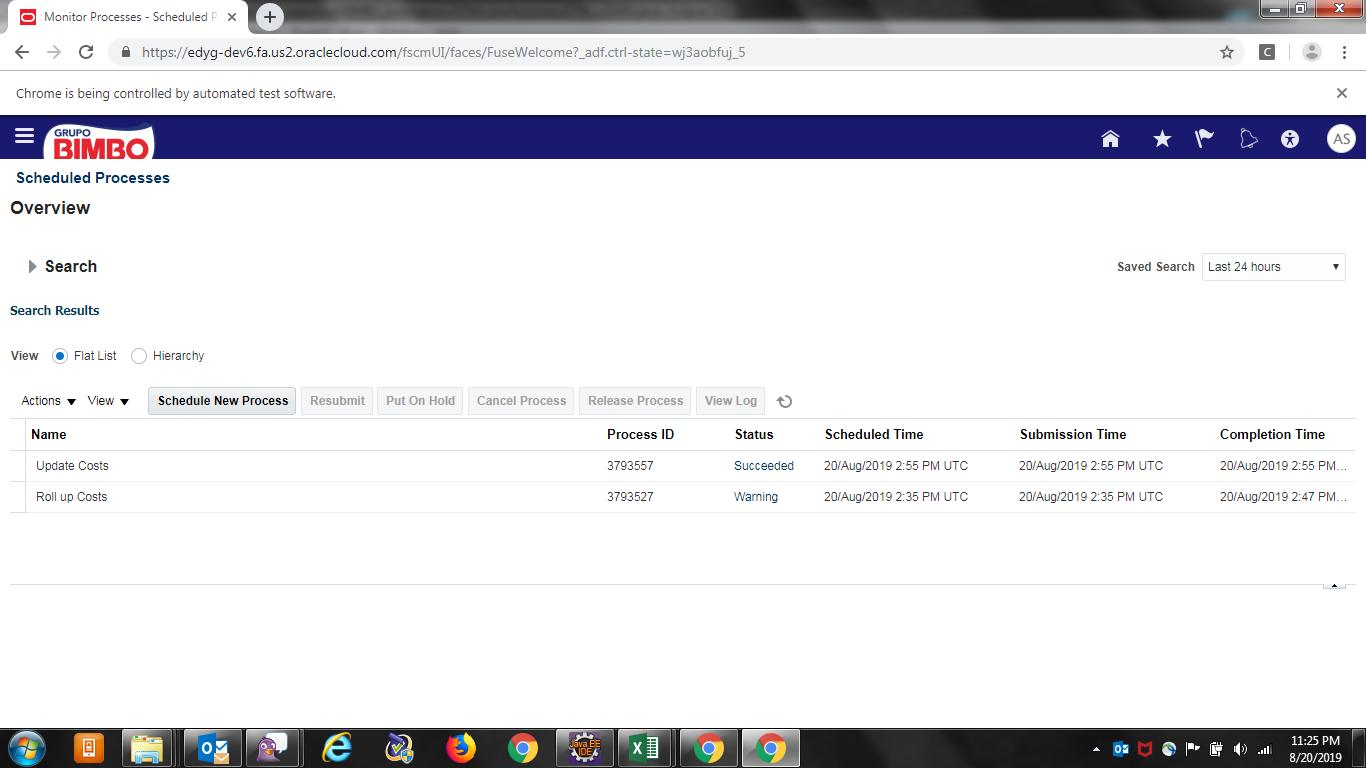 Monitor Processes - Scheduled P
https://edyg-dev6.fa.us2.oraclecloud.com/fscmUI/faces/FuseWelcome?_adf.ctrl-state=wj3aobfuj_5
C
Chrome is being controlled by automated test software.
GRUPO
BIMBO
AS
Scheduled Processes
Overview
Search
Saved Search Last 24 hours
Search Results
View Flat List Hierarchy
Actions View Schedule New Process Resubmit Put On Hold Cancel Process Release Process View Log
Name Process ID Status Scheduled Time Submission Time Completion Time
Update Costs 3793557 Succeeded 20/Aug/2019 2:55 PM UTC 20/Aug/2019 2:55 PM UTC 20/Aug/2019 2:55 PM...
Roll up Costs 3793527 Warning 20/Aug/2019 2:35 PM UTC 20/Aug/2019 2:35 PM UTC 20/Aug/2019 2:47 PM...
Java EE
IDE
11:25 PM
8/20/2019